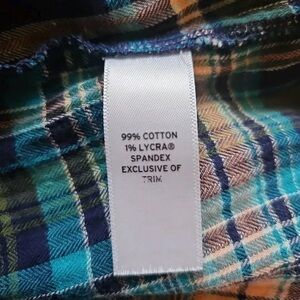 99% COTTON
1% LYCRA®
SPANDEX
EXCLUSIVE OF
TRIM